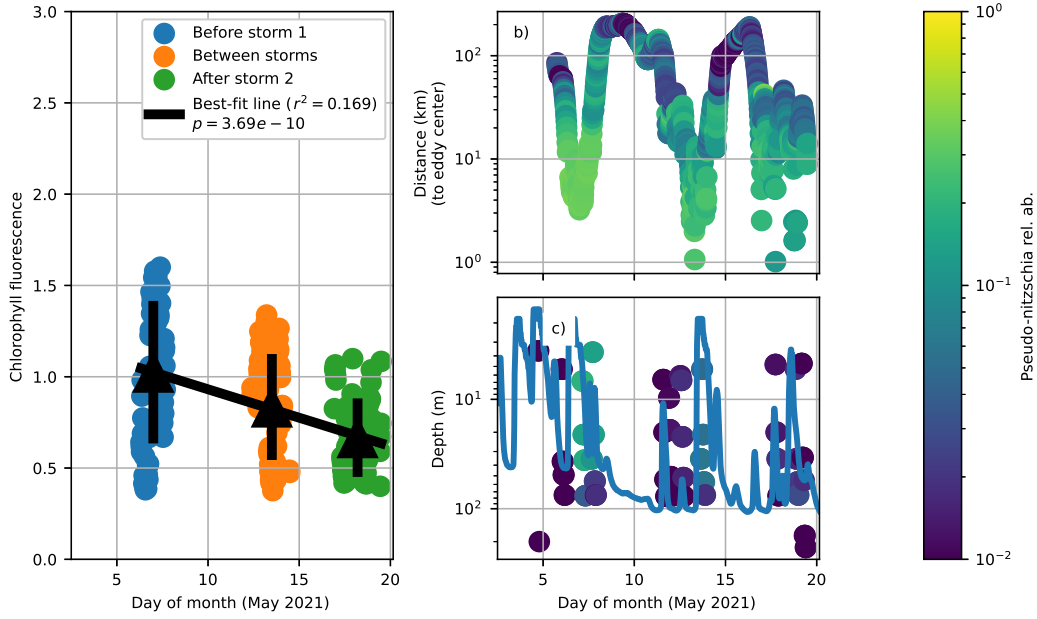 3.0
2.5
2.0
1.5
1.0
0.5
0.0
Chlorophyll fluorescence
Before storm 1
Between storms
After storm 2
Best-fit line (r² = 0.169)
p = 3.69e − 10
5 10 15 20
Day of month (May 2021)
b)
10² 10¹ 10⁰
Distance (km)
(to eddy center)
c)
10¹ 10²
Depth (m)
5 10 15 20
Day of month (May 2021)
10⁰
10⁻¹
10⁻²
Pseudo-nitzschia rel. ab.